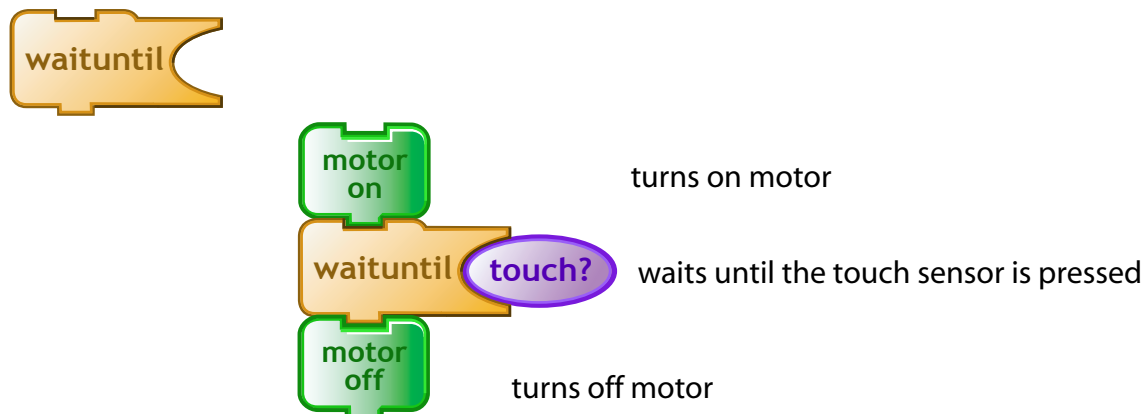 waituntil
motor
on
turns on motor
waituntil touch? waits until the touch sensor is pressed
motor
off
turns off motor